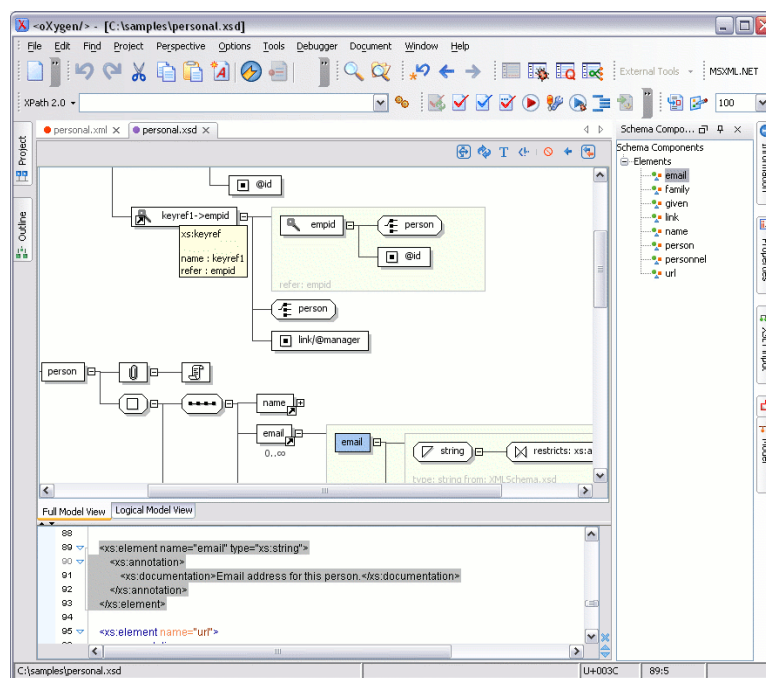 <oXygen/> - [C:\samples\personal.xsd]
File Edit Find Project Perspective Options Tools Debugger Document Window Help
External Tools MSXML.NET
XPath 2.0 100
personal.xml personal.xsd Schema Compo...
Project
Outline
Schema Components
Elements
email
family
given
link
name
person
personnel
url
@id
keyref1->empid
xs:keyref
name : keyref1
refer : empid
empid person
@id
refer: empid
person
link/@manager
person
name
email
0..∞
email string restricts: xs:a
type: string from: XMLSchema.xsd
Full Model View Logical Model View
88
89 <xs:element name="email" type="xs:string">
90 <xs:annotation>
91 <xs:documentation>Email address for this person.</xs:documentation>
92 </xs:annotation>
93 </xs:element>
94
95 <xs:element name="url">
C:\samples\personal.xsd U+003C 89:5